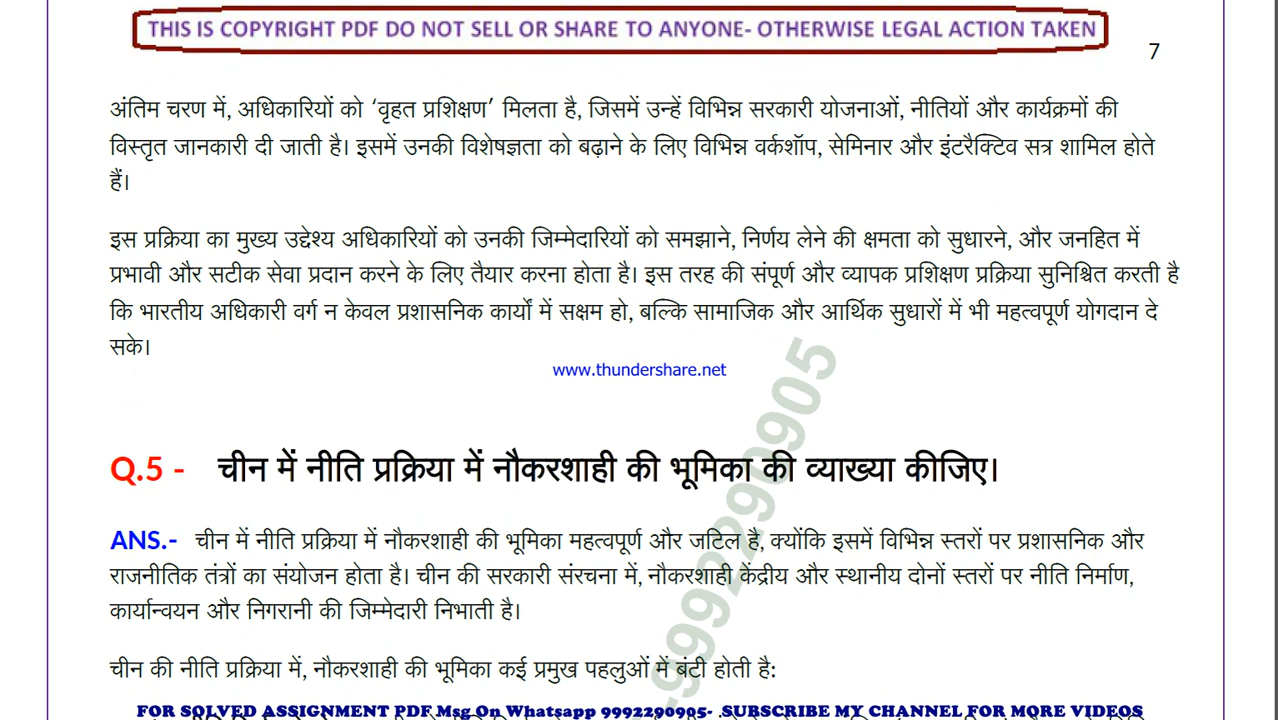 THIS IS COPYRIGHT PDF DO NOT SELL OR SHARE TO ANYONE- OTHERWISE LEGAL ACTION TAKEN
7
अंतिम चरण में, अधिकारियों को ‘वृहत प्रशिक्षण’ मिलता है, जिसमें उन्हें विभिन्न सरकारी योजनाओं, नीतियों और कार्यक्रमों की
विस्तृत जानकारी दी जाती है। इसमें उनकी विशेषज्ञता को बढ़ाने के लिए विभिन्न वर्कशॉप, सेमिनार और इंटरैक्टिव सत्र शामिल होते
हैं।
इस प्रक्रिया का मुख्य उद्देश्य अधिकारियों को उनकी जिम्मेदारियों को समझाने, निर्णय लेने की क्षमता को सुधारने, और जनहित में
प्रभावी और सटीक सेवा प्रदान करने के लिए तैयार करना होता है। इस तरह की संपूर्ण और व्यापक प्रशिक्षण प्रक्रिया सुनिश्चित करती है
कि भारतीय अधिकारी वर्ग न केवल प्रशासनिक कार्यों में सक्षम हो, बल्कि सामाजिक और आर्थिक सुधारों में भी महत्वपूर्ण योगदान दे
सके।
www.thundershare.net
Q.5 - चीन में नीति प्रक्रिया में नौकरशाही की भूमिका की व्याख्या कीजिए।
ANS.- चीन में नीति प्रक्रिया में नौकरशाही की भूमिका महत्वपूर्ण और जटिल है, क्योंकि इसमें विभिन्न स्तरों पर प्रशासनिक और
राजनीतिक तंत्रों का संयोजन होता है। चीन की सरकारी संरचना में, नौकरशाही केंद्रीय और स्थानीय दोनों स्तरों पर नीति निर्माण,
कार्यान्वयन और निगरानी की जिम्मेदारी निभाती है।
चीन की नीति प्रक्रिया में, नौकरशाही की भूमिका कई प्रमुख पहलुओं में बंटी होती है:
-9992290905
FOR SOLVED ASSIGNMENT PDF Msg On Whatsapp 9992290905- .SUBSCRIBE MY CHANNEL FOR MORE VIDEOS